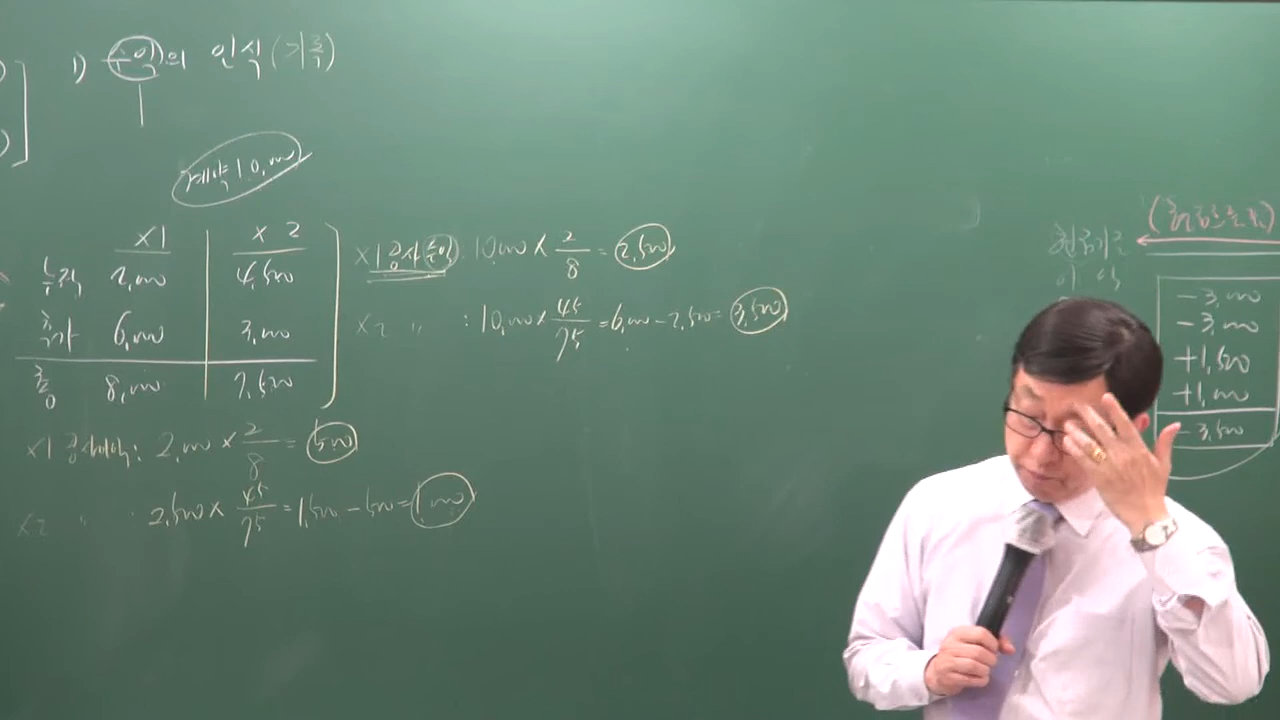 1) 수익의 인식 (기준)
계약 10,000
x1 x2
누적 2,000 4,500
추가 6,000 3,000
총 8,000 7,500
x1 공사이익: 2,000 × 2/8 = 500
x2 〃 : 2,500 × 45/75 = 1,500 - 500 = 1,000
x1 공사수익: 10,000 × 2/8 = 2,500
x2 〃 : 10,000 × 45/75 = 6,000 - 2,500 = 3,500
-3,000
-3,000
+1,500
+1,000
-3,500